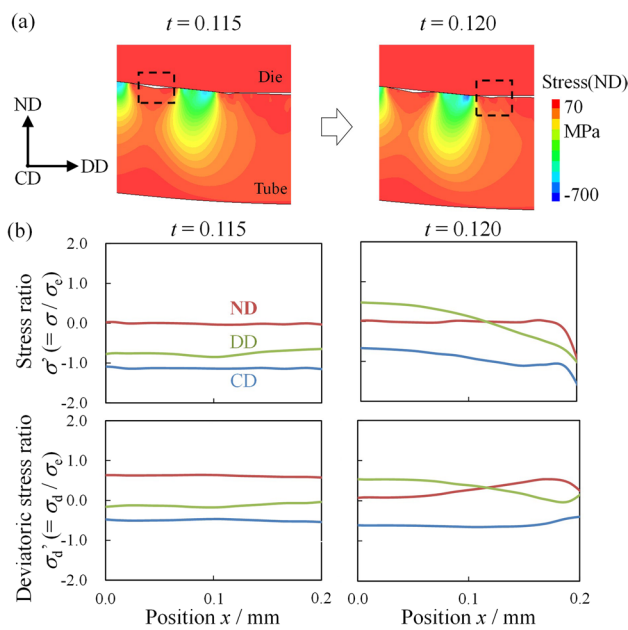 (a)
t = 0.115
t = 0.120
Die
Tube
ND
DD
CD
Stress(ND)
70
MPa
-700
(b)
t = 0.115
t = 0.120
Stress ratio
σ' (= σ / σe)
2.0
1.0
0.0
-1.0
-2.0
ND
DD
CD
Deviatoric stress ratio
σd' (= σd / σe)
2.0
1.0
0.0
-1.0
-2.0
0.0
0.1
0.2
Position x / mm
0.0
0.1
0.2
Position x / mm